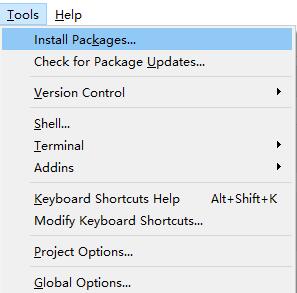 Tools Help
Install Packages...
Check for Package Updates...
Version Control
Shell...
Terminal
Addins
Keyboard Shortcuts Help Alt+Shift+K
Modify Keyboard Shortcuts...
Project Options...
Global Options...